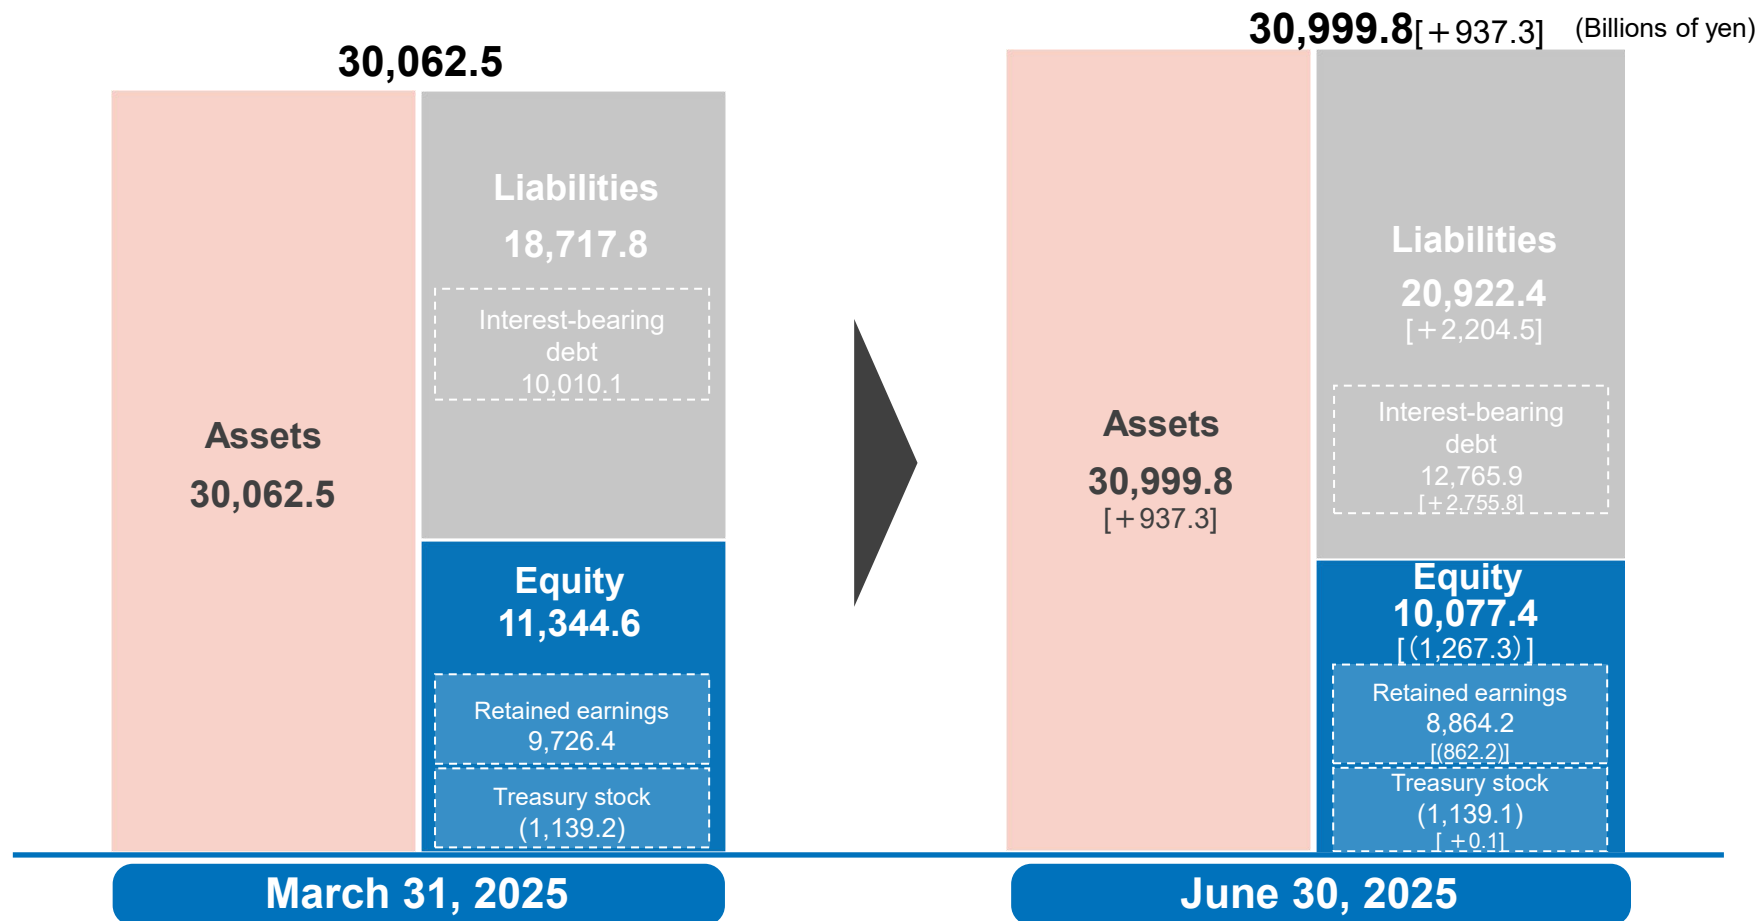 30,062.5
Liabilities
18,717.8
Interest-bearing
debt
10,010.1
Assets
30,062.5
Equity
11,344.6
Retained earnings
9,726.4
Treasury stock
(1,139.2)
March 31, 2025
30,999.8[+937.3]
(Billions of yen)
Liabilities
20,922.4
[+2,204.5]
Interest-bearing
debt
12,765.9
[+2,755.8]
Assets
30,999.8
[+937.3]
Equity
10,077.4
[(1,267.3)]
Retained earnings
8,864.2
[(862.2)]
Treasury stock
(1,139.1)
[ +0.1]
June 30, 2025